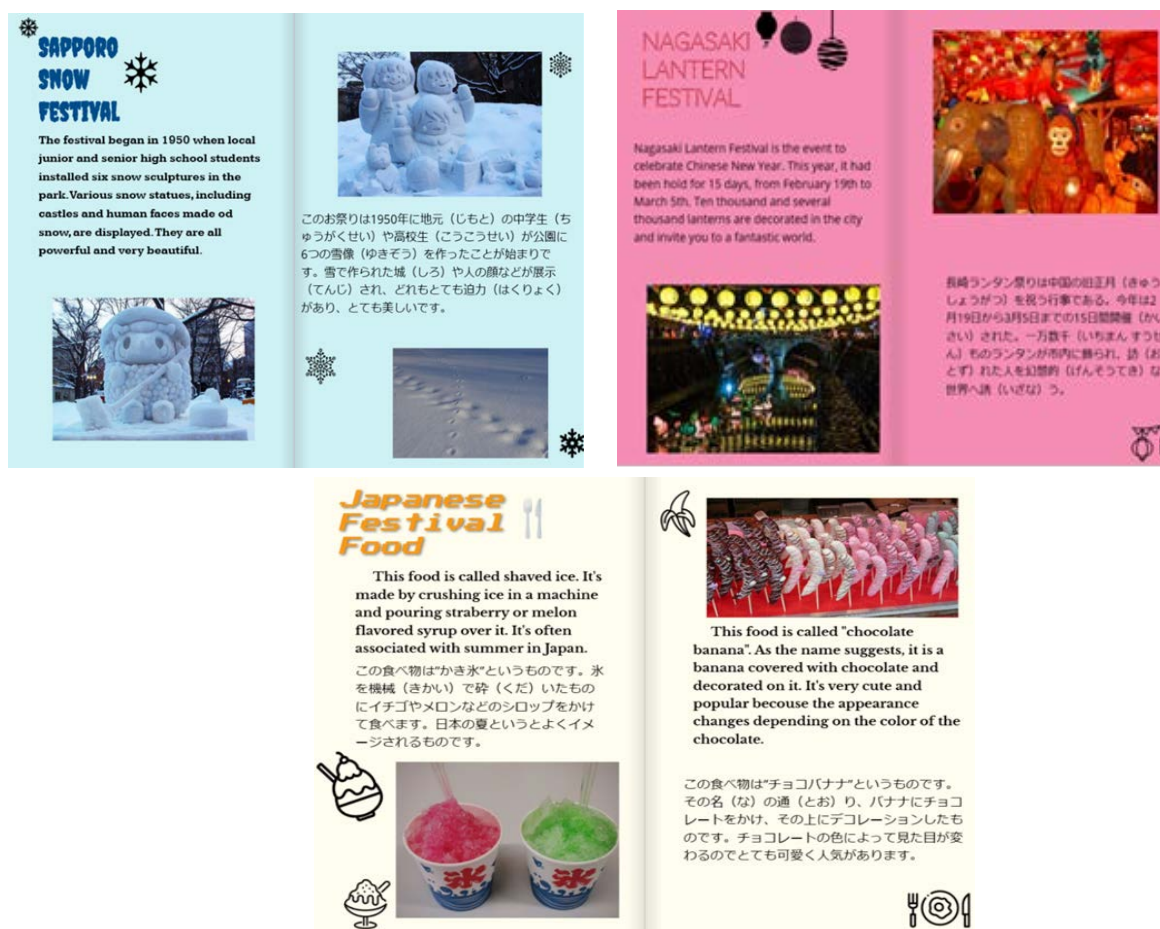 SAPPORO
SNOW
FESTIVAL
The festival began in 1950 when local
junior and senior high school students
installed six snow sculptures in the
park.Various snow statues, including
castles and human faces made od
snow, are displayed. They are all
powerful and very beautiful.
このお祭りは1950年に地元（じもと）の中学生（ち
ゅうがくせい）や高校生（こうこうせい）が公園に
6つの雪像（ゆきぞう）を作ったことが始まりで
す。雪で作られた城（しろ）や人の顔などが展示
（てんじ）され、どれもとても迫力（はくりょく）
があり、とても美しいです。
NAGASAKI
LANTERN
FESTIVAL
Nagasaki Lantern Festival is the event to
celebrate Chinese New Year. This year, it had
been hold for 15 days, from February 19th to
March 5th. Ten thousand and several
thousand lanterns are decorated in the city
and invite you to a fantastic world.
長崎ランタン祭りは中国の旧正月（きゅう
しょうがつ）を祝う行事である。今年は2
月19日から3月5日までの15日間開催（かい
さい）された。一万数千（いちまん すうせ
ん）ものランタンが市内に飾られ、訪（お
とず）れた人を幻想的（げんそうてき）な
世界へ誘（いざな）う。
Japanese
Festival
Food
This food is called shaved ice. It's
made by crushing ice in a machine
and pouring straberry or melon
flavored syrup over it. It's often
associated with summer in Japan.
この食べ物は"かき氷"というものです。氷
を機械（きかい）で砕（くだ）いたもの
にイチゴやメロンなどのシロップをかけ
て食べます。日本の夏というとよくイメ
ージされるものです。
氷
氷
This food is called "chocolate
banana". As the name suggests, it is a
banana covered with chocolate and
decorated on it. It's very cute and
popular becouse the appearance
changes depending on the color of the
chocolate.
この食べ物は"チョコバナナ"というものです。
その名（な）の通（とお）り、バナナにチョコ
レートをかけ、その上にデコレーションしたも
のです。チョコレートの色によって見た目が変
わるのでとても可愛く人気があります。